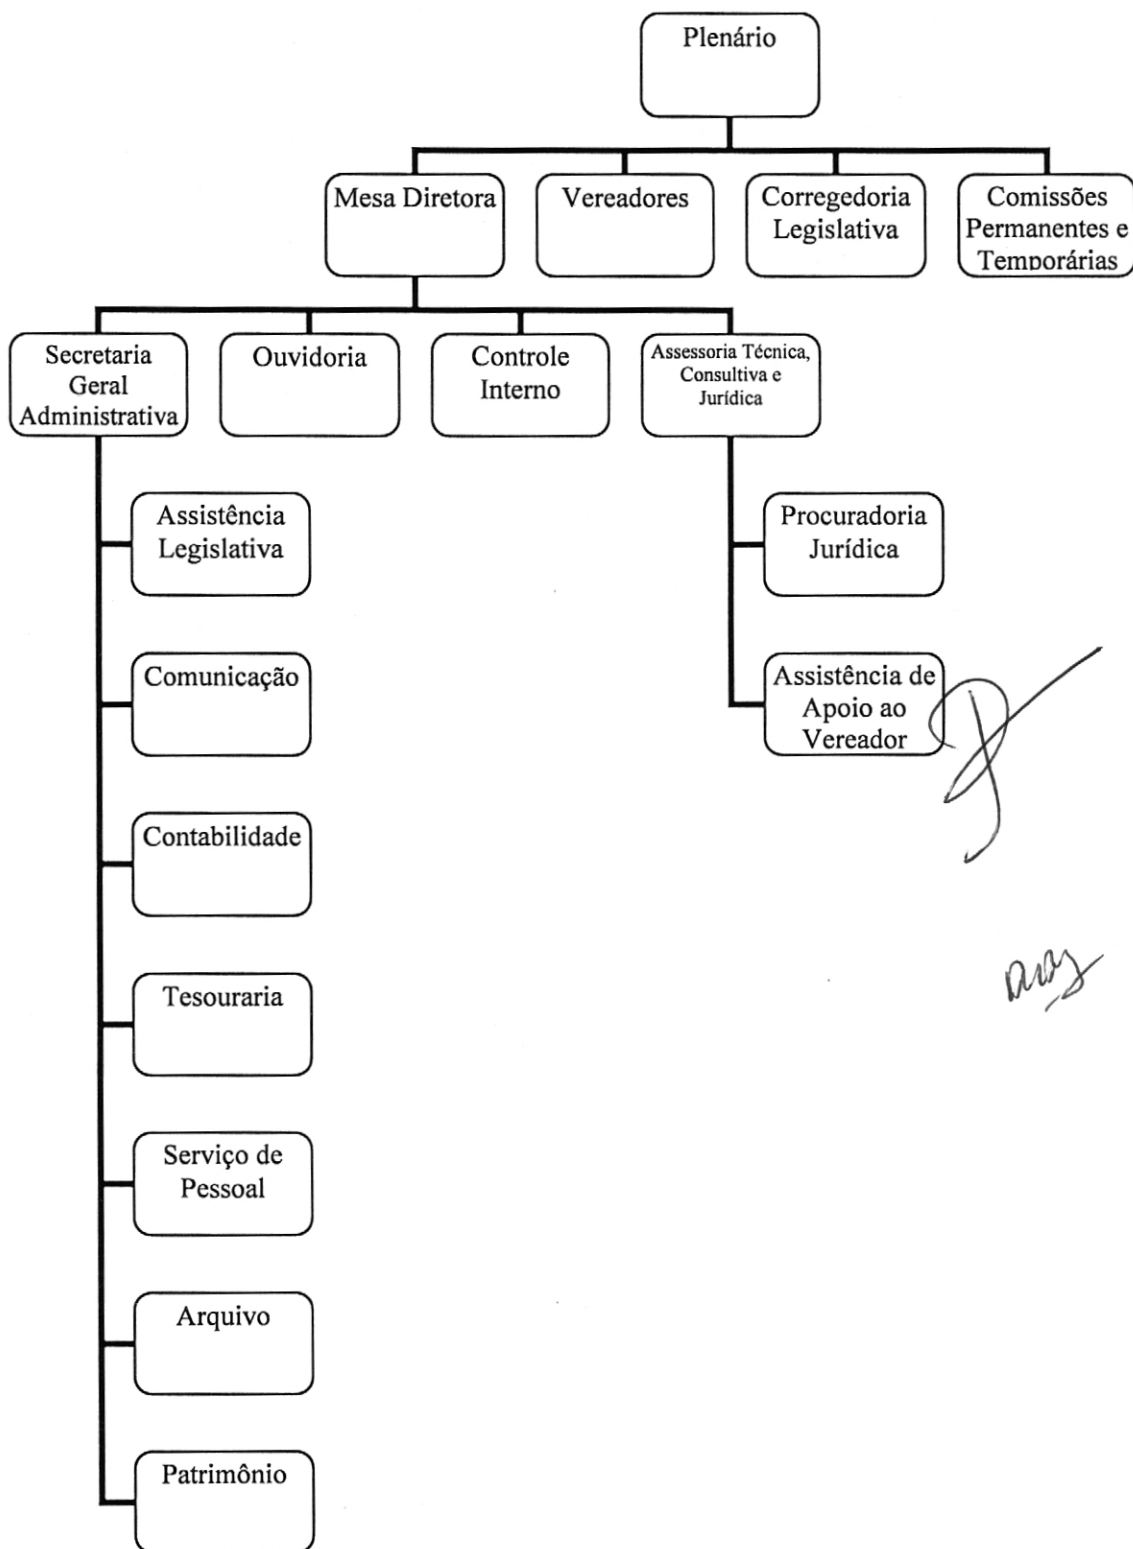 Plenário
Mesa Diretora
Vereadores
Corregedoria
Legislativa
Comissões
Permanentes e
Temporárias
Secretaria
Geral
Administrativa
Ouvidoria
Controle
Interno
Assessoria Técnica,
Consultiva e
Jurídica
Assistência
Legislativa
Comunicação
Contabilidade
Tesouraria
Serviço de
Pessoal
Arquivo
Patrimônio
Procuradoria
Jurídica
Assistência de
Apoio ao
Vereador